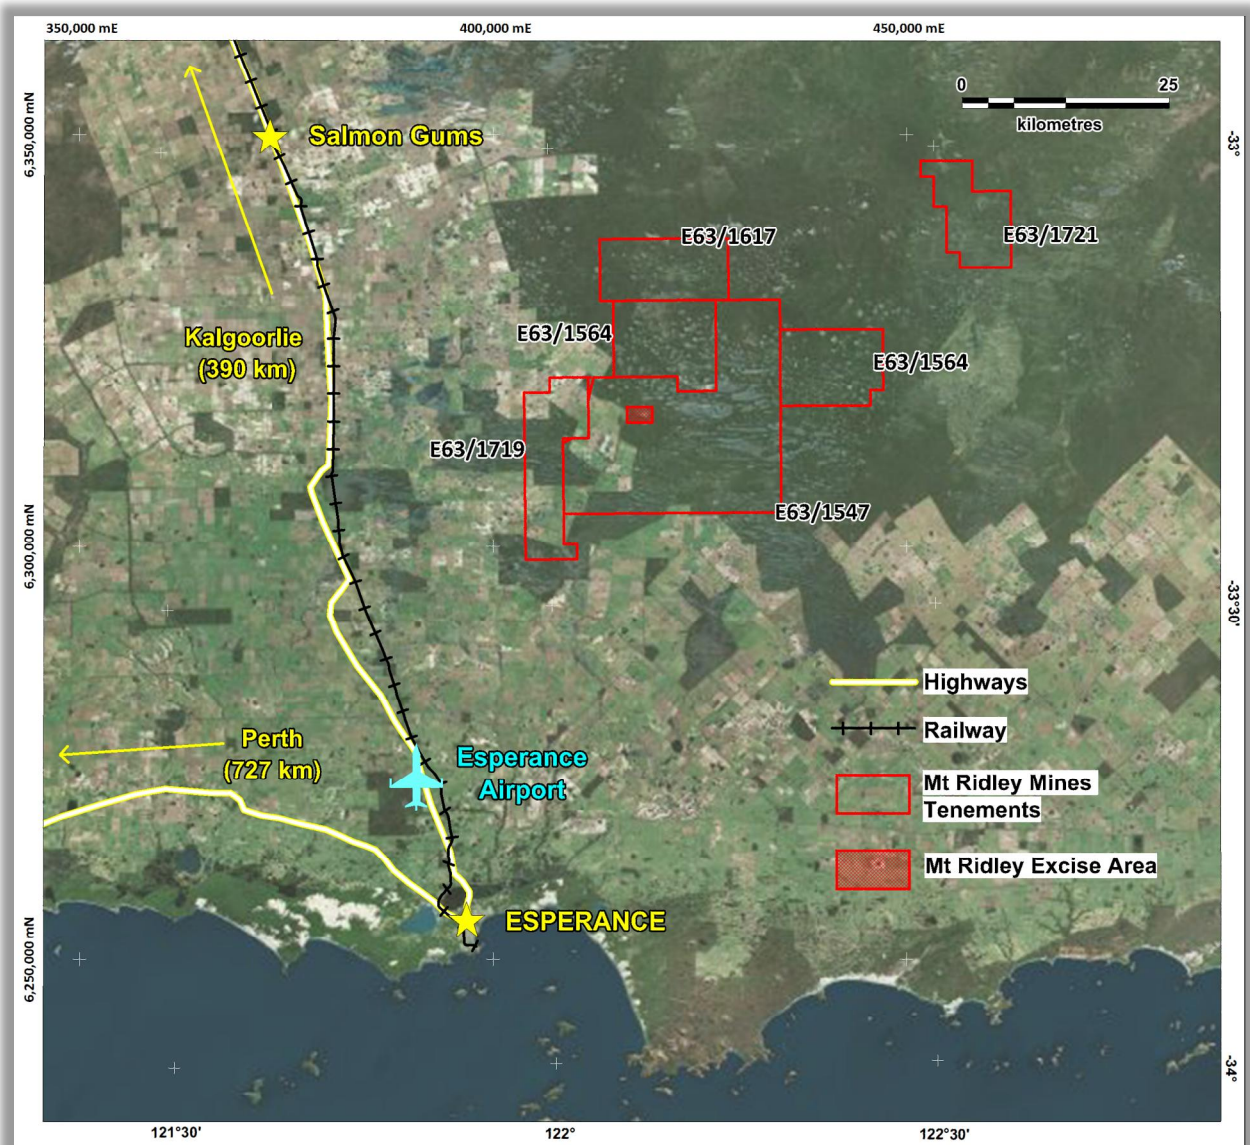 350,000 mE
400,000 mE
450,000 mE
0
25
kilometres
6,350,000 mN
-33°
Salmon Gums
E63/1617
E63/1721
Kalgoorlie
(390 km)
E63/1564
E63/1564
E63/1719
E63/1547
6,300,000 mN
-33°30'
Highways
Railway
Perth
(727 km)
Esperance
Airport
Mt Ridley Mines
Tenements
Mt Ridley Excise Area
ESPERANCE
6,250,000 mN
-34°
121°30'
122°
122°30'